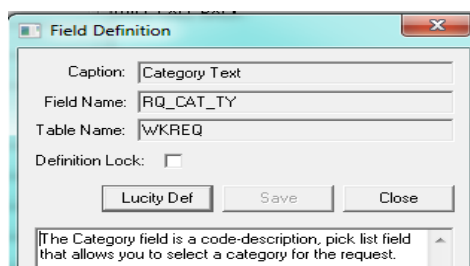 Field Definition
Caption: Category Text
Field Name: RQ_CAT_TY
Table Name: WKREQ
Definition Lock:
Lucity Def Save Close
The Category field is a code-description, pick list field
that allows you to select a category for the request.